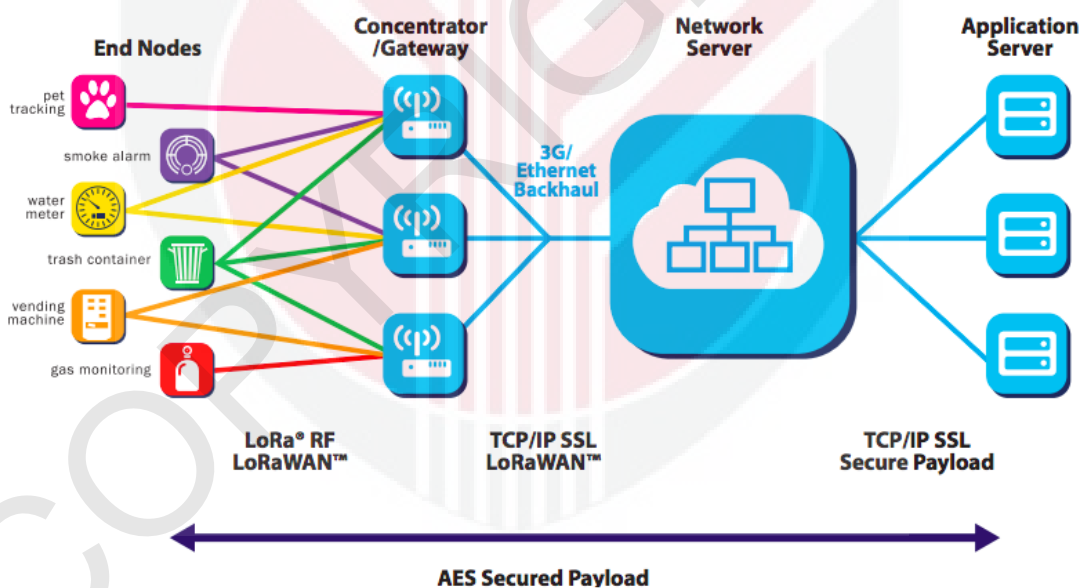 End Nodes
Concentrator
/Gateway
Network
Server
Application
Server
pet
tracking
smoke alarm
water
meter
trash container
vending
machine
gas monitoring
3G/
Ethernet
Backhaul
LoRa® RF
LoRaWAN™
TCP/IP SSL
LoRaWAN™
TCP/IP SSL
Secure Payload
AES Secured Payload
COPYRIG